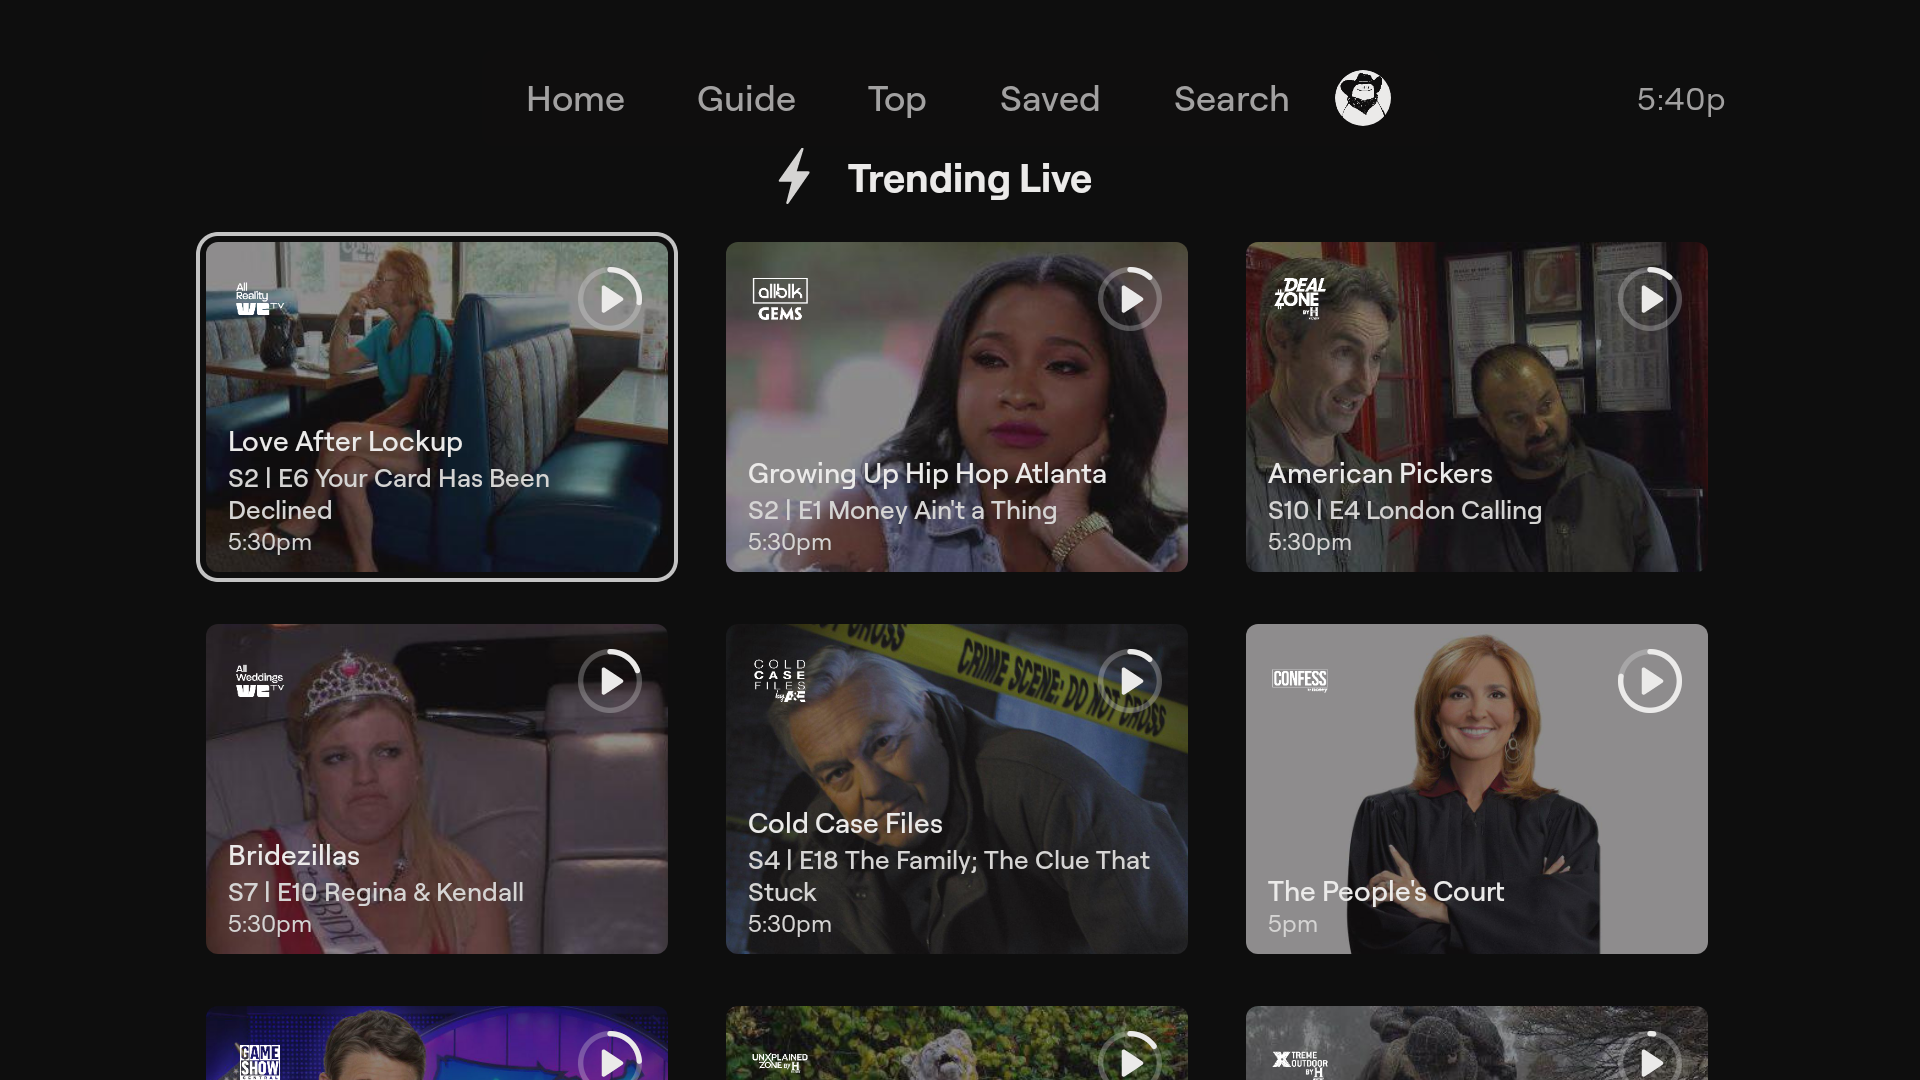 Home Guide Top Saved Search 5:40p
Trending Live
All
Reality
WE TV
Love After Lockup
S2 | E6 Your Card Has Been
Declined
5:30pm
allblk
GEMS
Growing Up Hip Hop Atlanta
S2 | E1 Money Ain't a Thing
5:30pm
#DEAL
ZONE
BY H
American Pickers
S10 | E4 London Calling
5:30pm
All
Weddings
WE TV
Bridezillas
S7 | E10 Regina & Kendall
5:30pm
COLD
CASE
FILES
by A&E
CROSS
CRIME SCENE: DO NOT CROSS
Cold Case Files
S4 | E18 The Family; The Clue That
Stuck
5:30pm
CONFESS
The People's Court
5pm
GAME
SHOW
CENTRAL
UNXPLAINED
ZONE BY H
XTREME
OUTDOOR
BY H